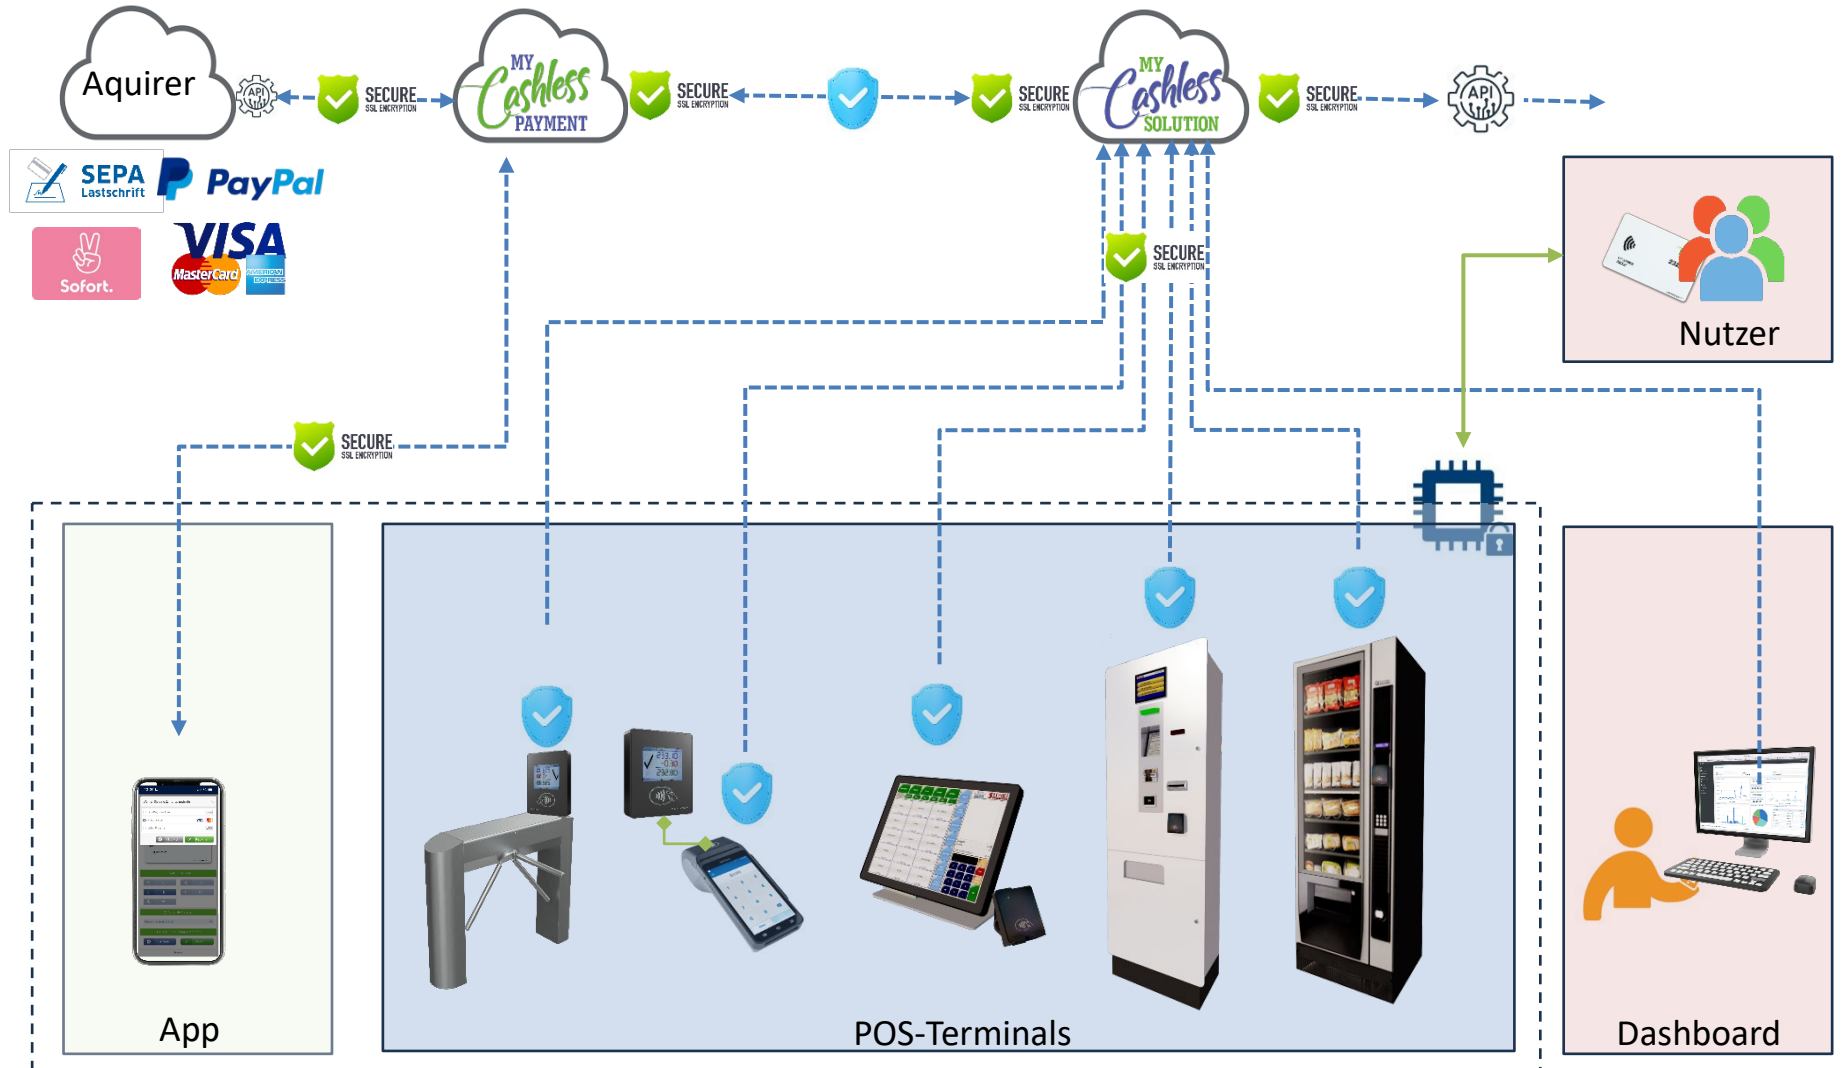 Aquirer
API
SECURE
SSL ENCRYPTION
MY
Cashless
PAYMENT
SECURE
SSL ENCRYPTION
SECURE
SSL ENCRYPTION
MY
Cashless
SOLUTION
SECURE
SSL ENCRYPTION
API
SEPA
Lastschrift
PayPal
Sofort.
VISA
MasterCard
AMERICAN
EXPRESS
SECURE
SSL ENCRYPTION
Nutzer
SECURE
SSL ENCRYPTION
App
POS-Terminals
Dashboard